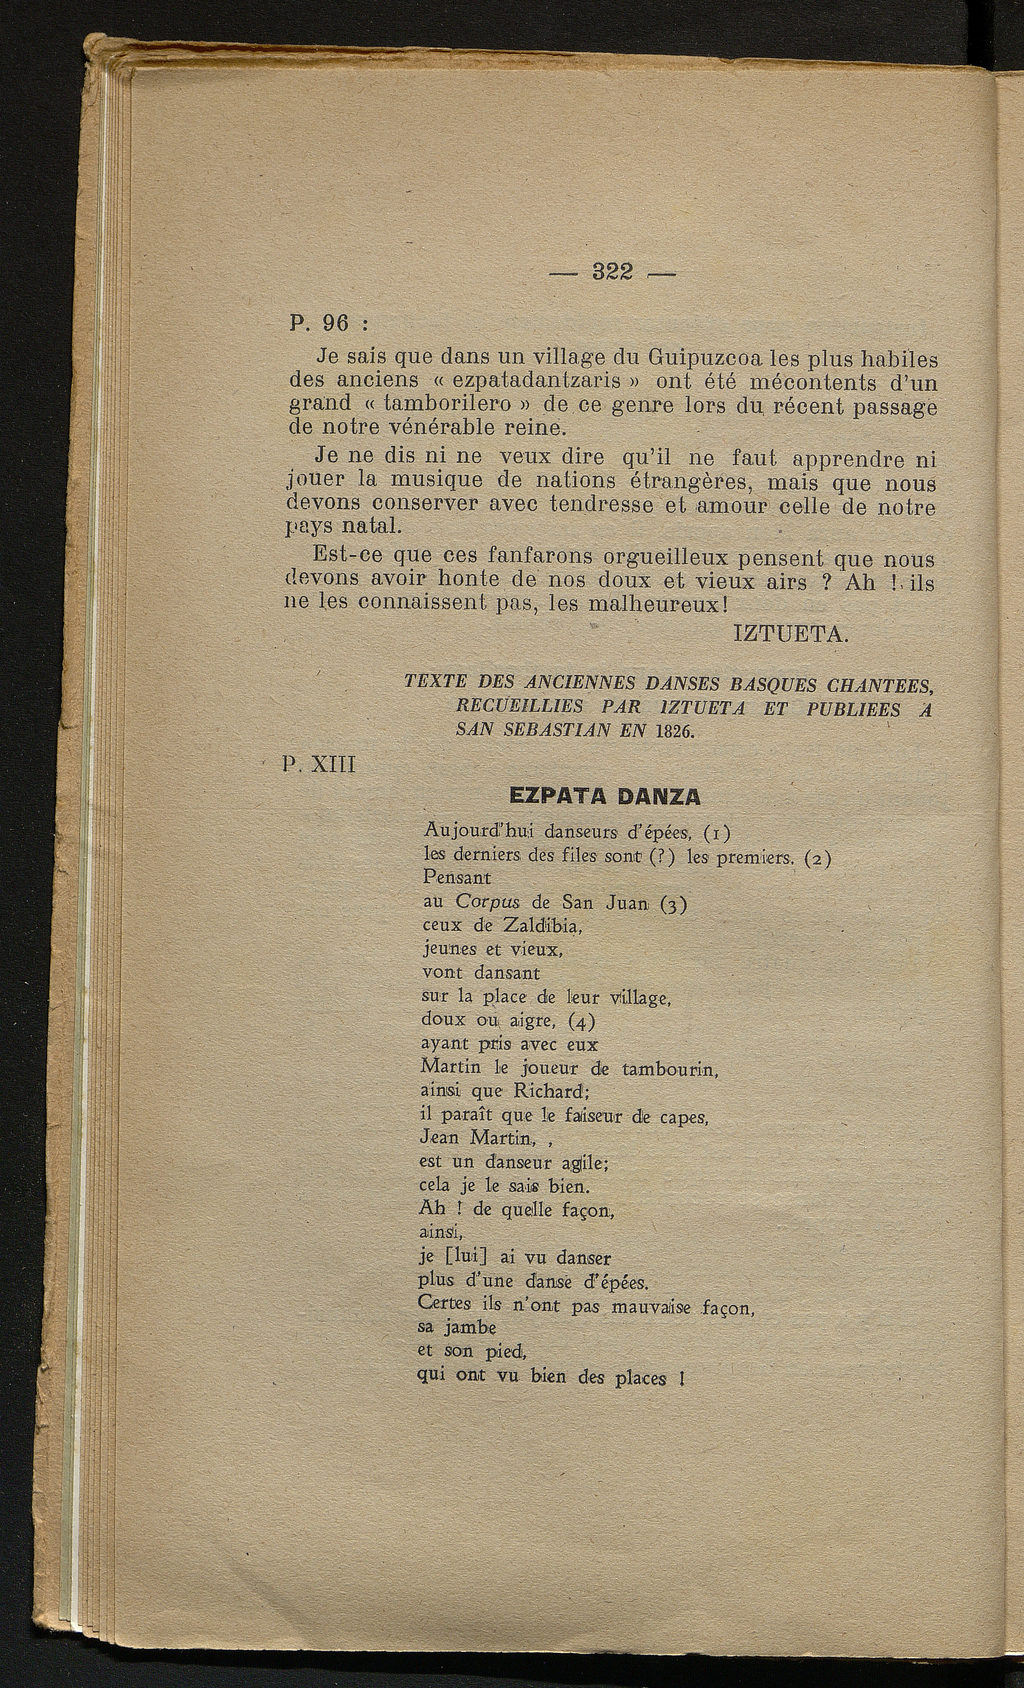 — 322 —
P. 96 :
Je sais que dans un village du Guipuzcoa les plus habiles
des anciens « ezpatadantzaris » ont été mécontents d'un
grand « tamborilero » de ce genre lors du récent passage
de notre vénérable reine.
Je ne dis ni ne veux dire qu'il ne faut apprendre ni
jouer la musique de nations étrangères, mais que nous
devons conserver avec tendresse et amour celle de notre
pays natal.
Est-ce que ces fanfarons orgueilleux pensent que nous
devons avoir honte de nos doux et vieux airs ? Ah ! ils
ne les connaissent pas, les malheureux!
IZTUETA.
TEXTE DES ANCIENNES DANSES BASQUES CHANTEES,
RECUEILLIES PAR IZTUETA ET PUBLIEES A
SAN SEBASTIAN EN 1826.
P. XIII
EZPATA DANZA
Aujourd'hui danseurs d'épées, (1)
les derniers des files sont (?) les premiers. (2)
Pensant
au Corpus de San Juan (3)
ceux de Zaldibia,
jeunes et vieux,
vont dansant
sur la place de leur village,
doux ou aigre, (4)
ayant pris avec eux
Martin le joueur de tambourin,
ainsi que Richard;
il paraît que le faiseur de capes,
Jean Martin, ,
est un danseur agile;
cela je le sais bien.
Ah ! de quelle façon,
ainsi,
je [lui] ai vu danser
plus d'une danse d'épées.
Certes ils n'ont pas mauvaise façon,
sa jambe
et son pied,
qui ont vu bien des places !